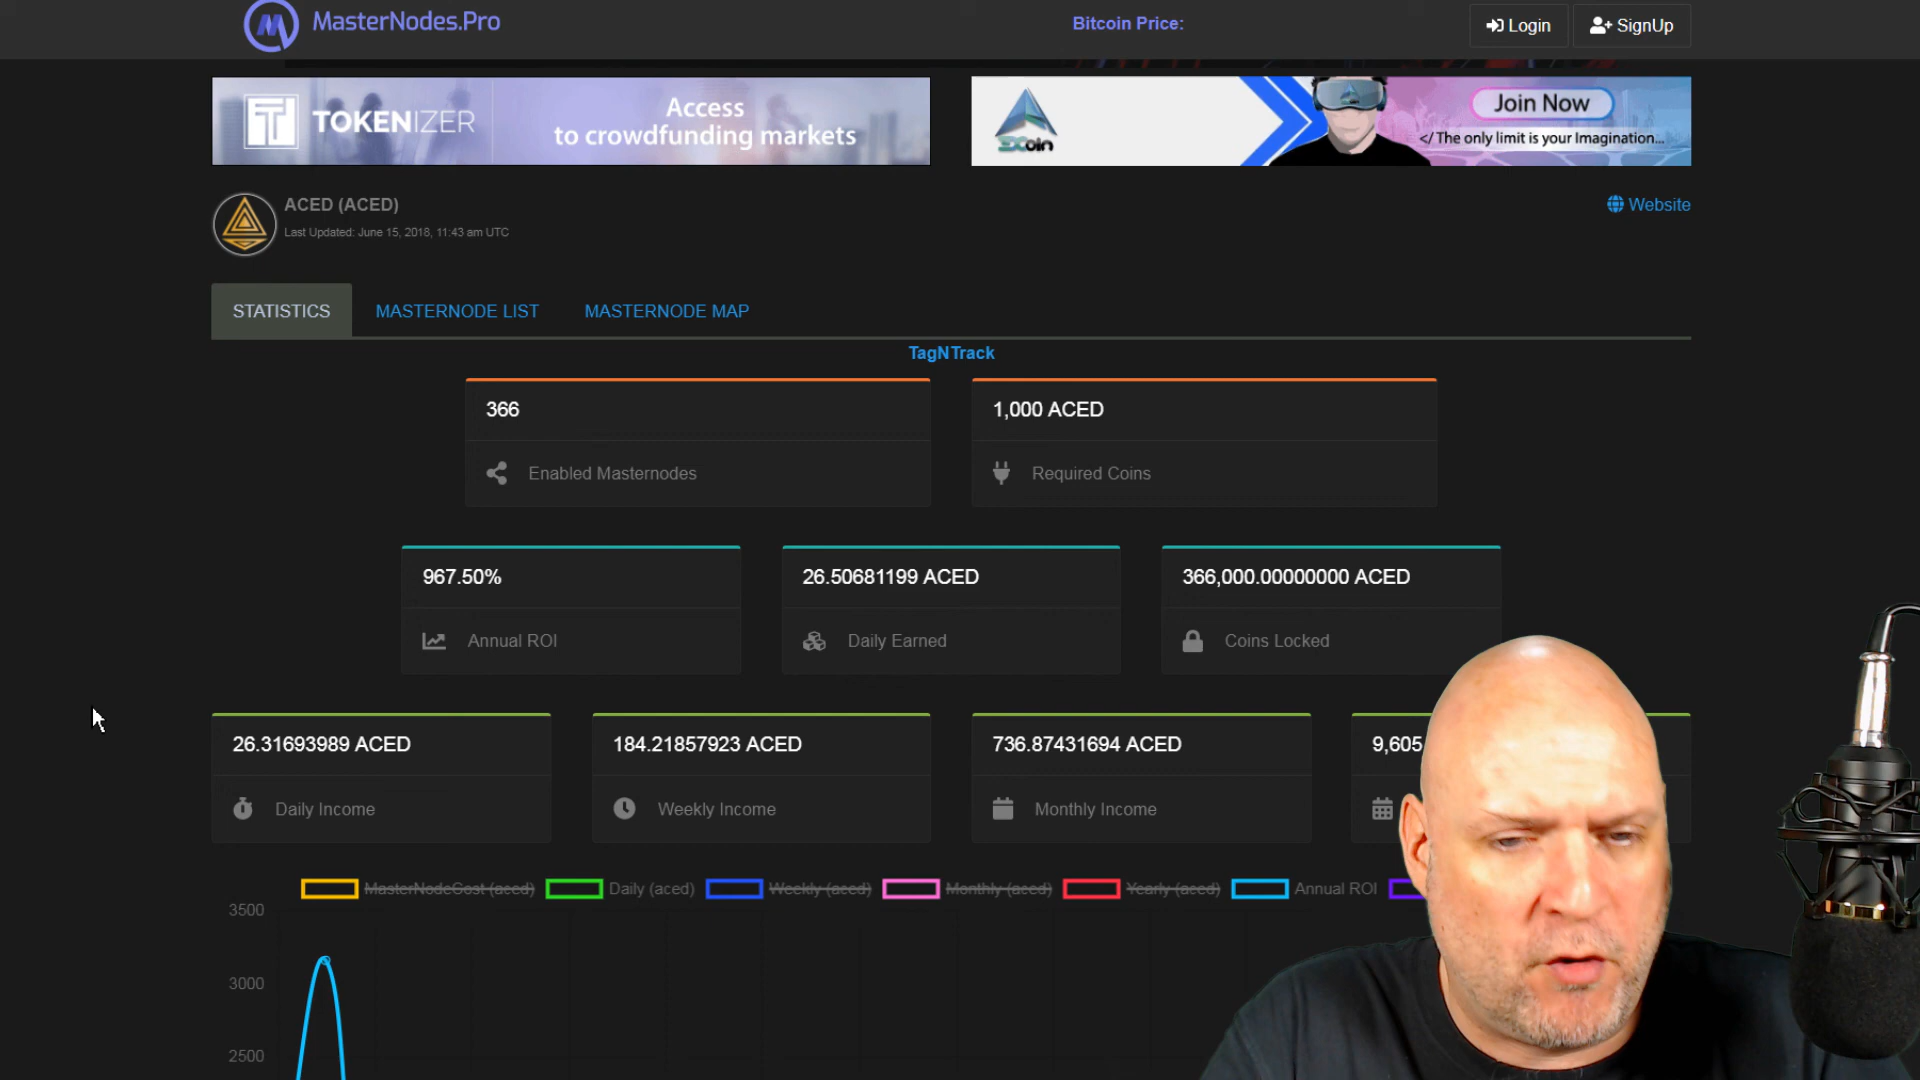 MasterNodes.Pro
Bitcoin Price:
Login
SignUp
TOKENIZER
Access
to crowdfunding markets
Join Now
</ The only limit is your Imagination...
ACED (ACED)
Last Updated: June 15, 2018, 11:43 am UTC
Website
STATISTICS
MASTERNODE LIST
MASTERNODE MAP
TagNTrack
366
Enabled Masternodes
1,000 ACED
Required Coins
967.50%
Annual ROI
26.50681199 ACED
Daily Earned
366,000.00000000 ACED
Coins Locked
26.31693989 ACED
Daily Income
184.21857923 ACED
Weekly Income
736.87431694 ACED
Monthly Income
9,605
MasterNodeCost (aced)
Daily (aced)
Weekly (aced)
Monthly (aced)
Yearly (aced)
Annual ROI
3500
3000
2500